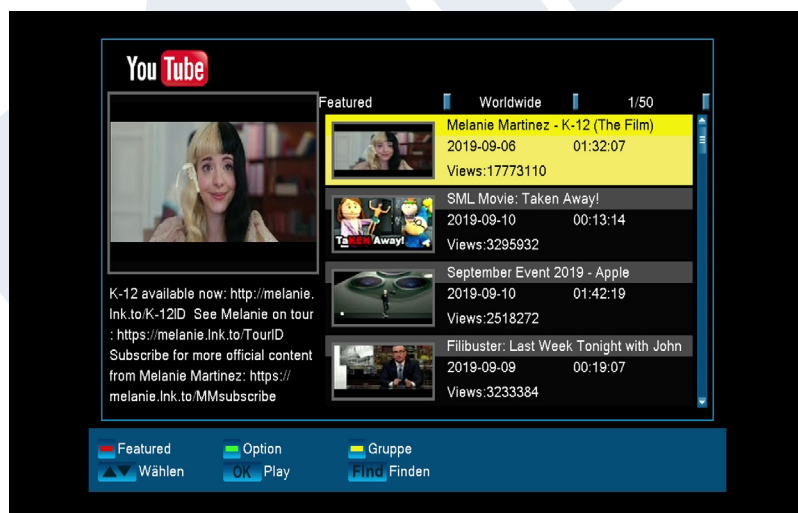 You Tube
Featured Worldwide 1/50
Melanie Martinez - K-12 (The Film)
2019-09-06 01:32:07
Views:17773110
SML Movie: Taken Away!
2019-09-10 00:13:14
Views:3295932
TaKEN Away!
September Event 2019 - Apple
2019-09-10 01:42:19
Views:2518272
Filibuster: Last Week Tonight with John
2019-09-09 00:19:07
Views:3233384
K-12 available now: http://melanie.
lnk.to/K-12ID See Melanie on tour
: https://melanie.lnk.to/TourID
Subscribe for more official content
from Melanie Martinez: https://
melanie.lnk.to/MMsubscribe
Featured Option Gruppe
Wählen OK Play FInd Finden